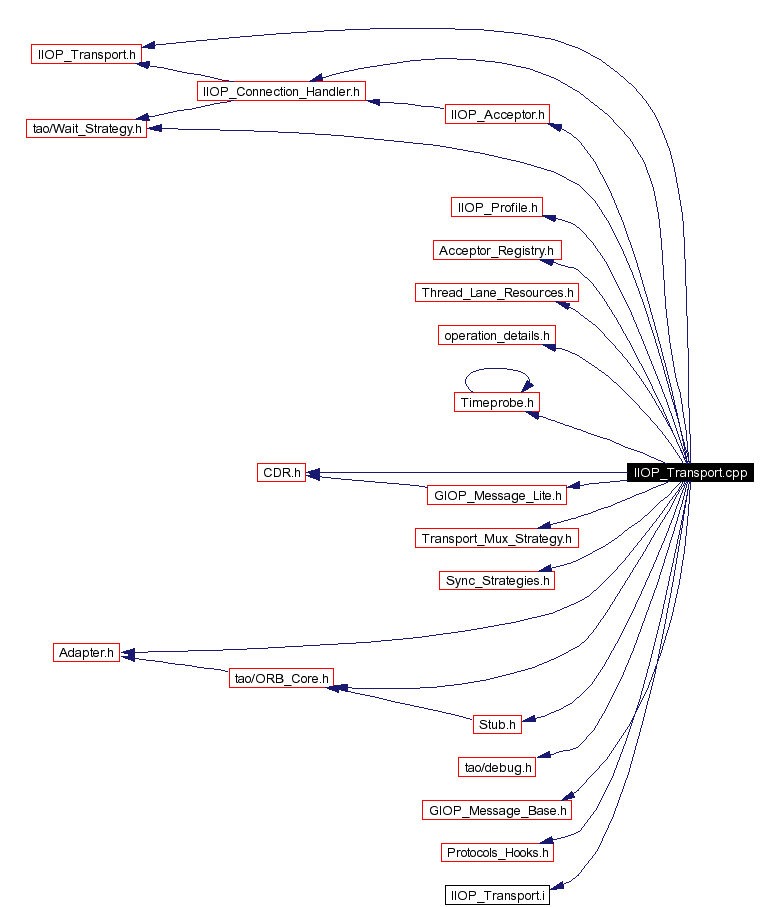 IIOP_Transport.h
IIOP_Connection_Handler.h
IIOP_Acceptor.h
tao/Wait_Strategy.h
IIOP_Profile.h
Acceptor_Registry.h
Thread_Lane_Resources.h
operation_details.h
Timeprobe.h
CDR.h
IIOP_Transport.cpp
GIOP_Message_Lite.h
Transport_Mux_Strategy.h
Sync_Strategies.h
Adapter.h
tao/ORB_Core.h
Stub.h
tao/debug.h
GIOP_Message_Base.h
Protocols_Hooks.h
IIOP_Transport.i